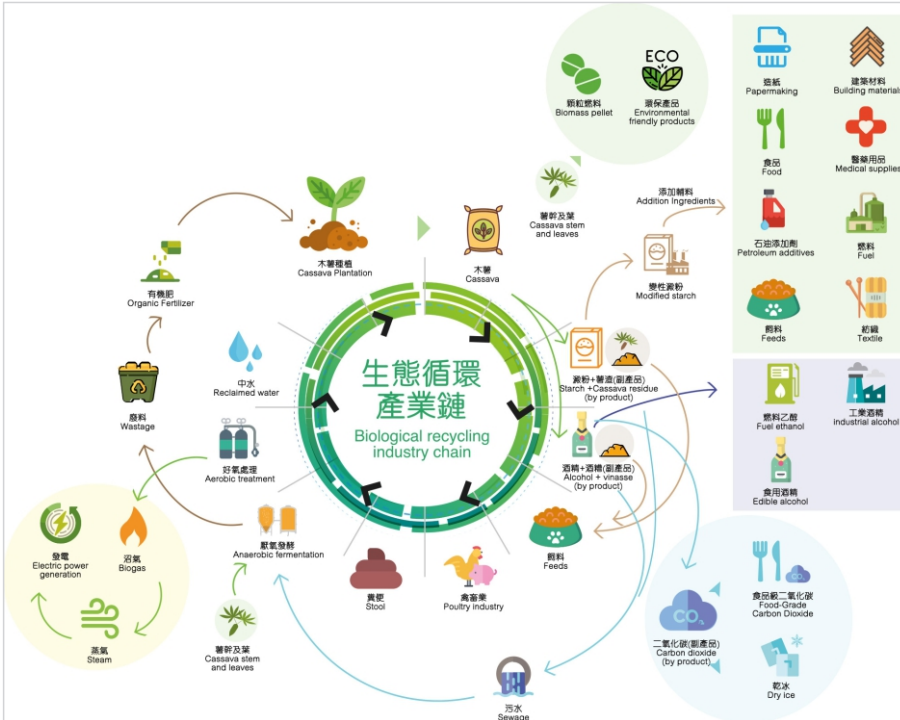 生態循環
產業鏈
Biological recycling
industry chain
木薯種植
Cassava Plantation
木薯
Cassava
薯幹及葉
Cassava stem
and leaves
顆粒燃料
Biomass pellet
ECO
環保產品
Environmental
friendly products
添加輔料
Addition Ingredients
變性澱粉
Modified starch
造紙
Papermaking
建築材料
Building materials
食品
Food
醫藥用品
Medical supplies
石油添加劑
Petroleum additives
燃料
Fuel
飼料
Feeds
紡織
Textile
澱粉+薯渣(副產品)
Starch +Cassava residue
(by product)
酒精+酒糟(副產品)
Alcohol + vinasse
(by product)
燃料乙醇
Fuel ethanol
工業酒精
industrial alcohol
食用酒精
Edible alcohol
飼料
Feeds
CO₂
二氧化碳(副產品)
Carbon dioxide
(by product)
食品級二氧化碳
Food-Grade
Carbon Dioxide
乾冰
Dry ice
禽畜業
Poultry industry
糞便
Stool
污水
Sewage
厭氧發酵
Anaerobic fermentation
薯幹及葉
Cassava stem
and leaves
好氧處理
Aerobic treatment
中水
Reclaimed water
發電
Electric power
generation
沼氣
Biogas
蒸氣
Steam
廢料
Wastage
有機肥
Organic Fertilizer